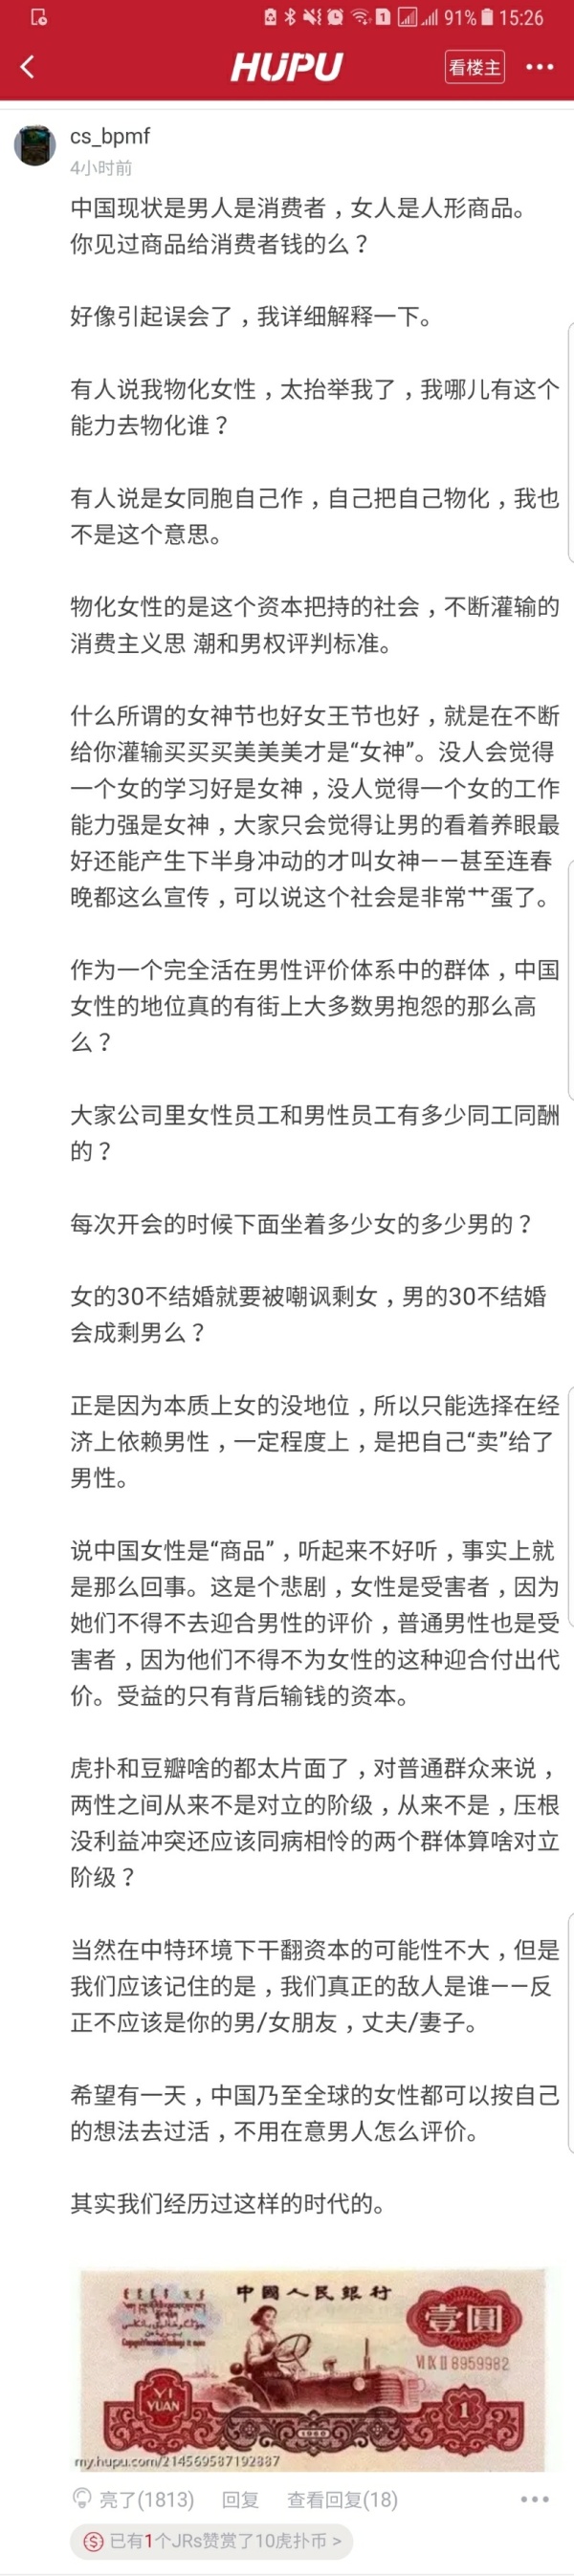 91% 15:26
HUPU
看楼主
cs_bpmf
4小时前
中国现状是男人是消费者，女人是人形商品。
你见过商品给消费者钱的么？
好像引起误会了，我详细解释一下。
有人说我物化女性，太抬举我了，我哪儿有这个
能力去物化谁？
有人说是女同胞自己作，自己把自己物化，我也
不是这个意思。
物化女性的是这个资本把持的社会，不断灌输的
消费主义思 潮和男权评判标准。
什么所谓的女神节也好女王节也好，就是在不断
给你灌输买买买美美美才是“女神”。没人会觉得
一个女的学习好是女神，没人觉得一个女的工作
能力强是女神，大家只会觉得让男的看着养眼最
好还能产生下半身冲动的才叫女神——甚至连春
晚都这么宣传，可以说这个社会是非常艹蛋了。
作为一个完全活在男性评价体系中的群体，中国
女性的地位真的有街上大多数男抱怨的那么高
么？
大家公司里女性员工和男性员工有多少同工同酬
的？
每次开会的时候下面坐着多少女的多少男的？
女的30不结婚就要被嘲讽剩女，男的30不结婚
会成剩男么？
正是因为本质上女的没地位，所以只能选择在经
济上依赖男性，一定程度上，是把自己“卖”给了
男性。
说中国女性是“商品”，听起来不好听，事实上就
是那么回事。这是个悲剧，女性是受害者，因为
她们不得不去迎合男性的评价，普通男性也是受
害者，因为他们不得不为女性的这种迎合付出代
价。受益的只有背后输钱的资本。
虎扑和豆瓣啥的都太片面了，对普通群众来说，
两性之间从来不是对立的阶级，从来不是，压根
没利益冲突还应该同病相怜的两个群体算啥对立
阶级？
当然在中特环境下干翻资本的可能性不大，但是
我们应该记住的是，我们真正的敌人是谁——反
正不应该是你的男/女朋友，丈夫/妻子。
希望有一天，中国乃至全球的女性都可以按自己
的想法去过活，不用在意男人怎么评价。
其实我们经历过这样的时代的。
中國人民銀行
壹圓
VI K II 8959982
YI
YUAN
1
1960
my.hupu.com/214569587192887
亮了(1813) 回复 查看回复(18)
已有1个JRs赞赏了10虎扑币 >